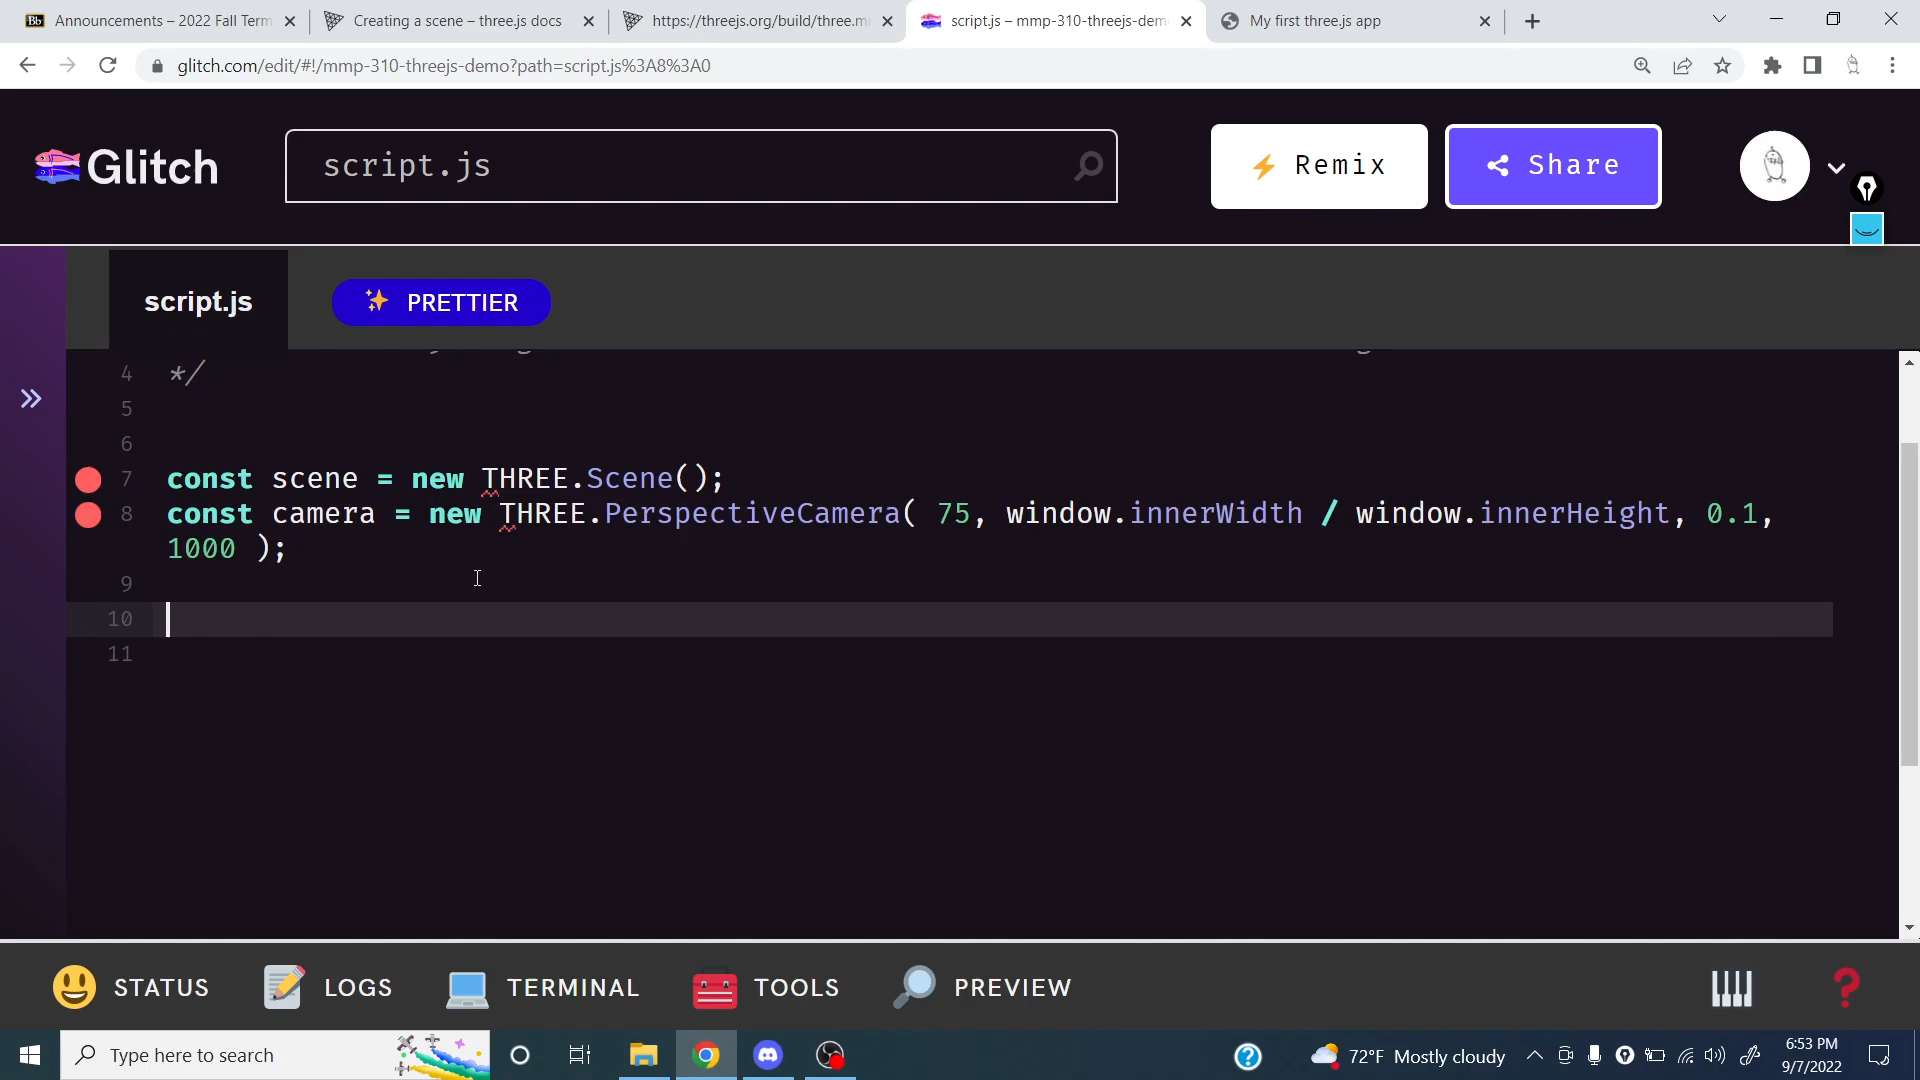 Announcements – 2022 Fall Term
Creating a scene – three.js docs
https://threejs.org/build/three.mi
script.js – mmp-310-threejs-dem
My first three.js app
glitch.com/edit/#!/mmp-310-threejs-demo?path=script.js%3A8%3A0
Glitch
script.js
Remix
Share
script.js
PRETTIER
4 */
5
6
7 const scene = new THREE.Scene();
8 const camera = new THREE.PerspectiveCamera( 75, window.innerWidth / window.innerHeight, 0.1,
1000 );
9
10
11
STATUS
LOGS
TERMINAL
TOOLS
PREVIEW
Type here to search
72°F Mostly cloudy
6:53 PM
9/7/2022